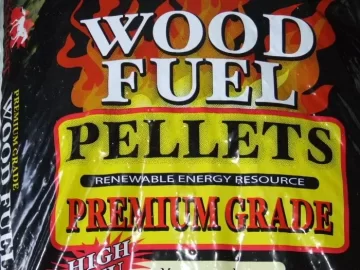 WOOD
FUEL
PELLETS
RENEWABLE ENERGY RESOURCE
PREMIUM GRADE
HIGH
PREMIUM GRADE
WOOD FUEL